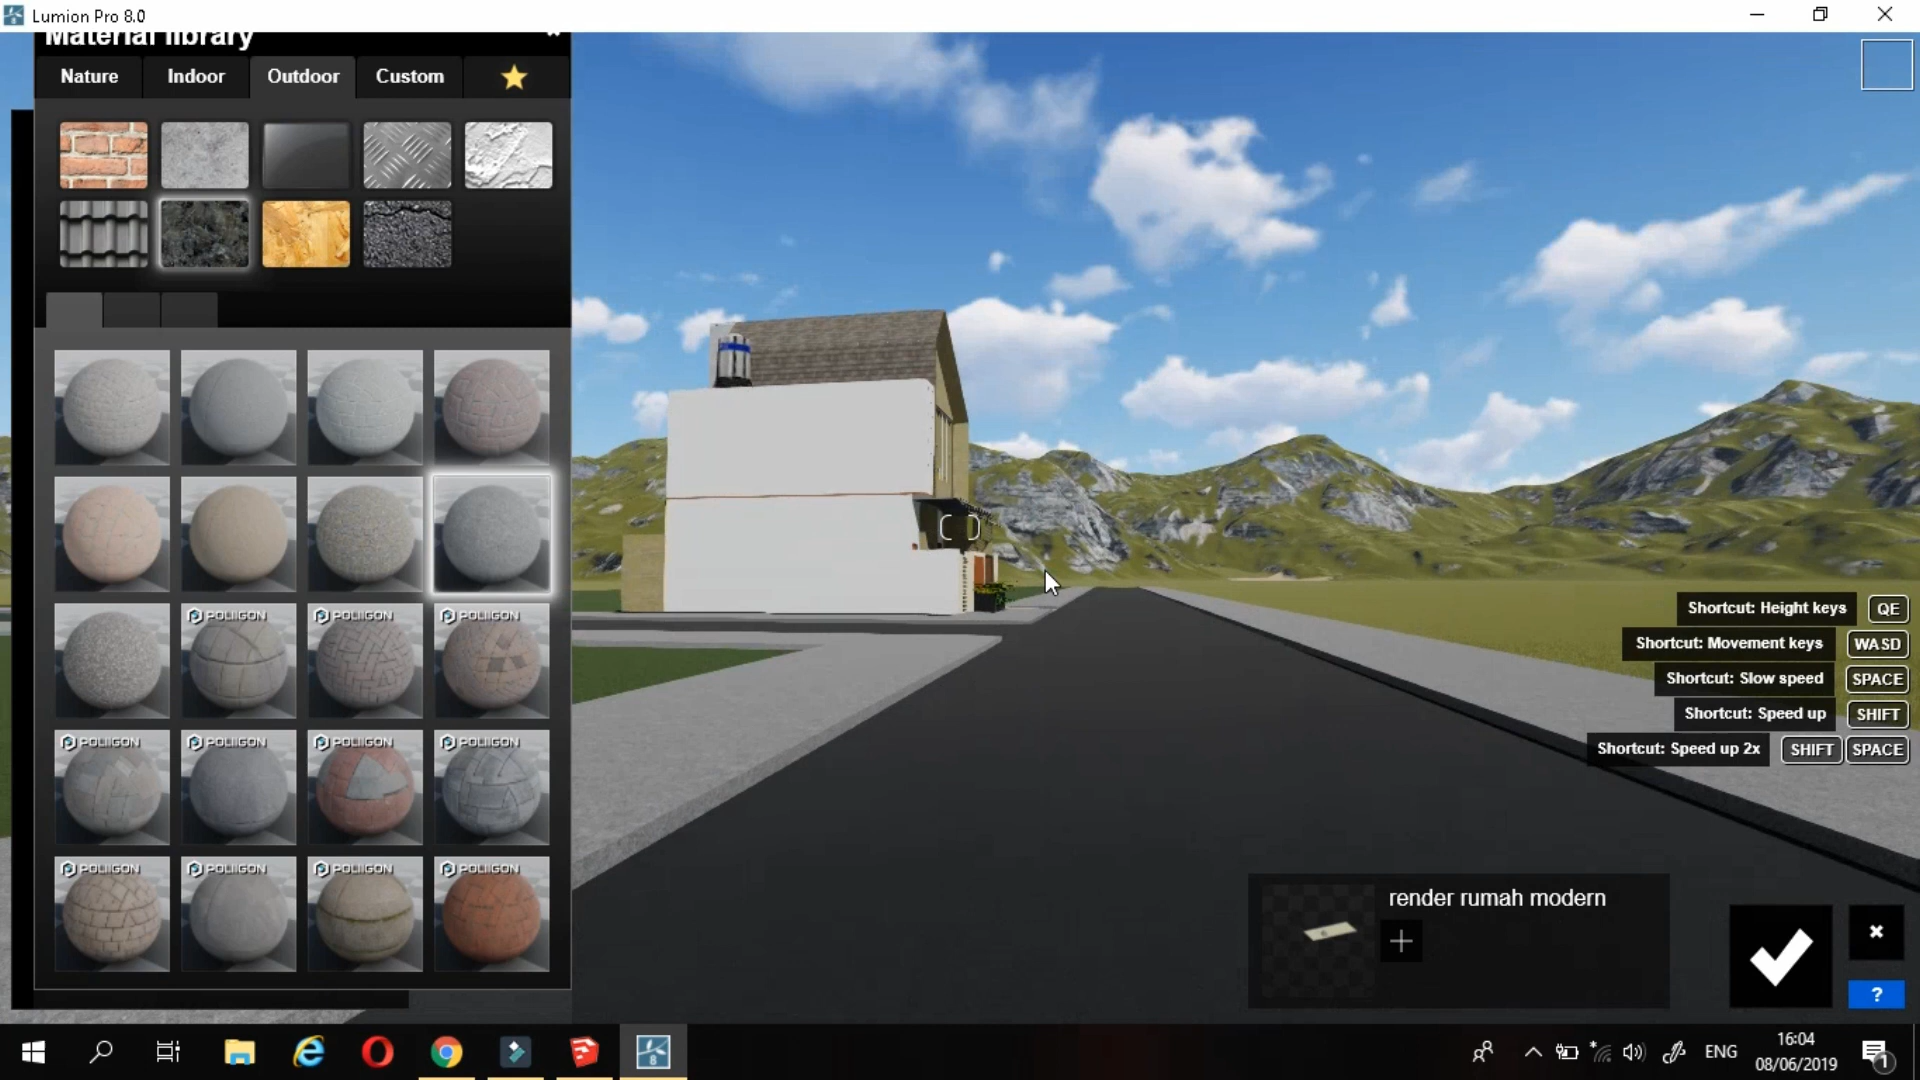 Lumion Pro 8.0
Material library
Nature Indoor Outdoor Custom
POLIIGON POLIIGON POLIIGON
POLIIGON POLIIGON POLIIGON POLIIGON
POLIIGON POLIIGON POLIIGON POLIIGON
Shortcut: Height keys QE
Shortcut: Movement keys WASD
Shortcut: Slow speed SPACE
Shortcut: Speed up SHIFT
Shortcut: Speed up 2x SHIFT SPACE
render rumah modern
?
8
ENG
16:04
08/06/2019
1